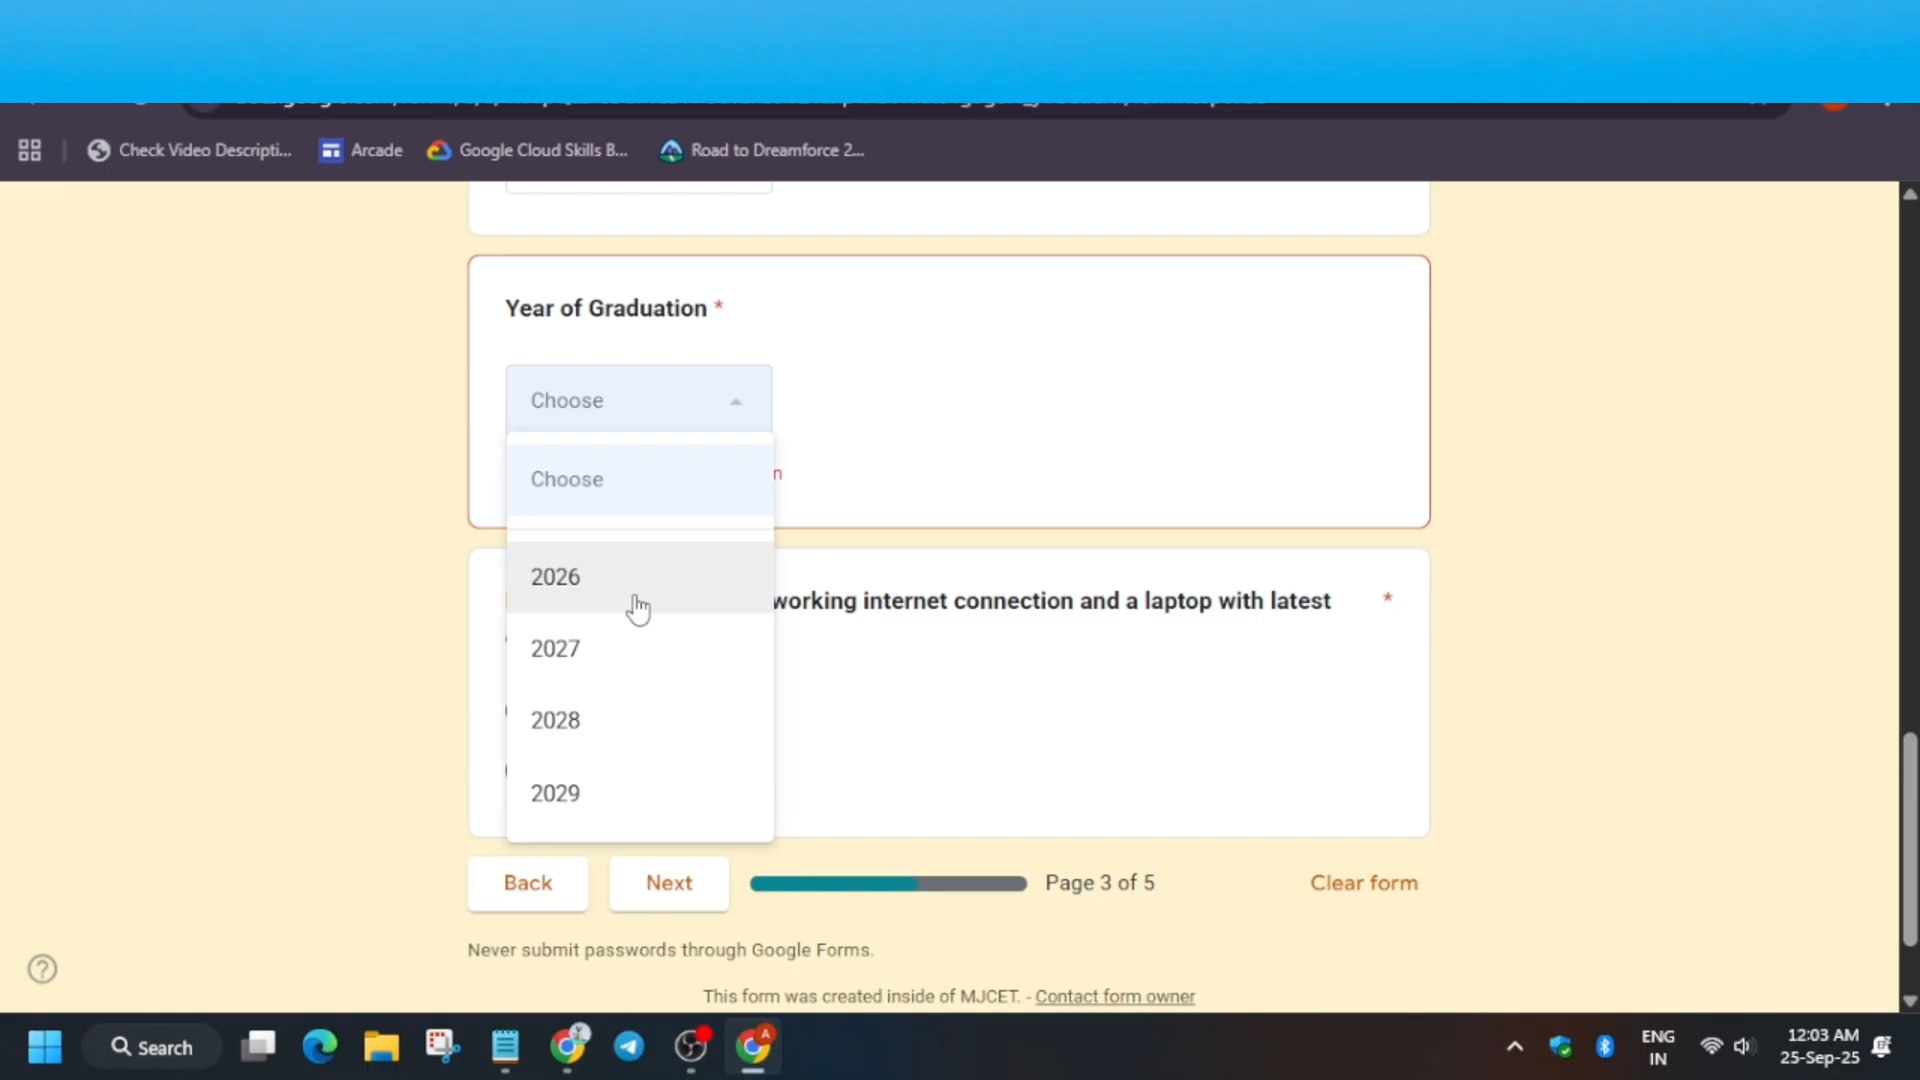 Check Video Descripti...
Arcade
Google Cloud Skills B...
Road to Dreamforce 2...
Year of Graduation *
Choose
Choose
2026
working internet connection and a laptop with latest *
2027
2028
2029
Back
Next
Page 3 of 5
Clear form
Never submit passwords through Google Forms.
This form was created inside of MJCET. - Contact form owner
Search
ENG
IN
12:03 AM
25-Sep-25